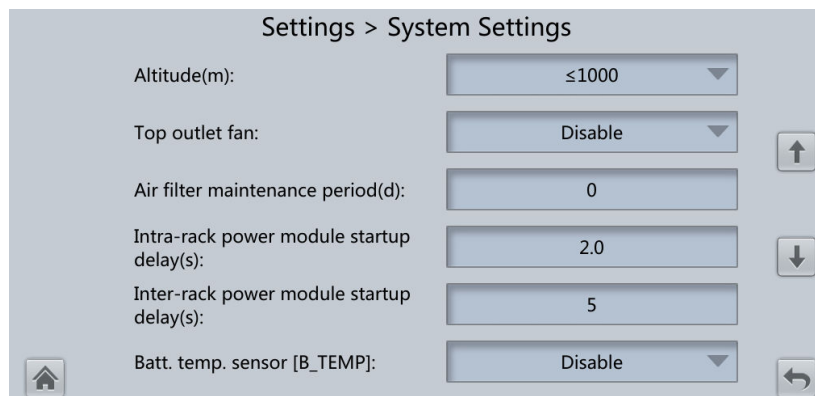 Settings > System Settings
Altitude(m): ≤1000
Top outlet fan: Disable
Air filter maintenance period(d): 0
Intra-rack power module startup
delay(s): 2.0
Inter-rack power module startup
delay(s): 5
Batt. temp. sensor [B_TEMP]: Disable